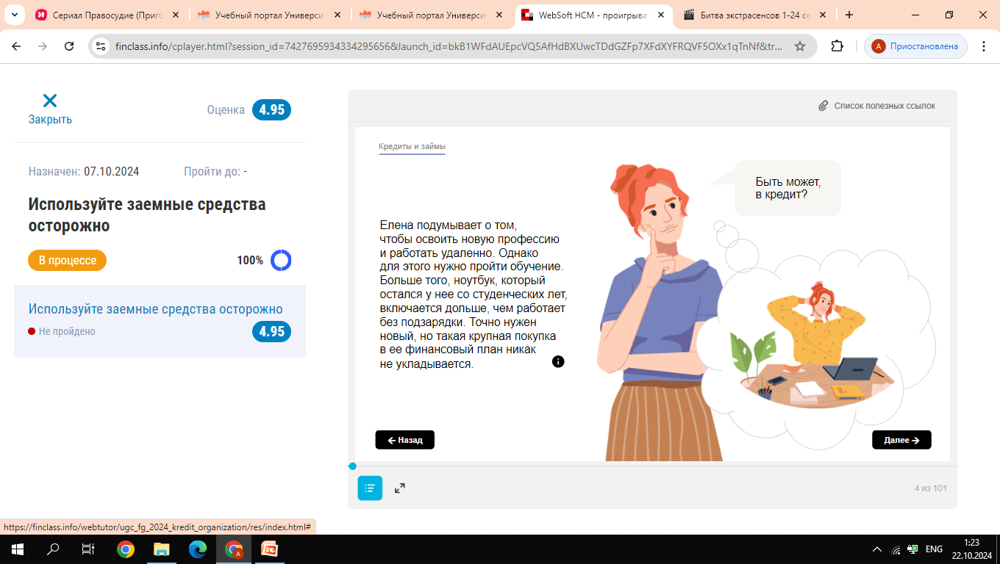 Сериал Правосудие (Приго
Учебный портал Универси
Учебный портал Универси
WebSoft HCM - проигрыва
Битва экстрасенсов 1-24 се
finclass.info/cplayer.html?session_id=7427695934334295656&launch_id=bkB1WFdAUEpcVQ5AfHdBXUwcTDdGZFp7XFdXYFRQVF5OXx1qTnNf&tr...
А Приостановлена
Закрыть
Оценка 4.95
Назначен: 07.10.2024 Пройти до: -
Используйте заемные средства
осторожно
В процессе 100%
Используйте заемные средства осторожно
Не пройдено 4.95
Список полезных ссылок
Кредиты и займы
Быть может,
в кредит?
Елена подумывает о том,
чтобы освоить новую профессию
и работать удаленно. Однако
для этого нужно пройти обучение.
Больше того, ноутбук, который
остался у нее со студенческих лет,
включается дольше, чем работает
без подзарядки. Точно нужен
новый, но такая крупная покупка
в ее финансовый план никак
не укладывается.
Назад
Далее
4 из 101
https://finclass.info/webtutor/ugc_fg_2024_kredit_organization/res/index.html#
ENG
1:23
22.10.2024